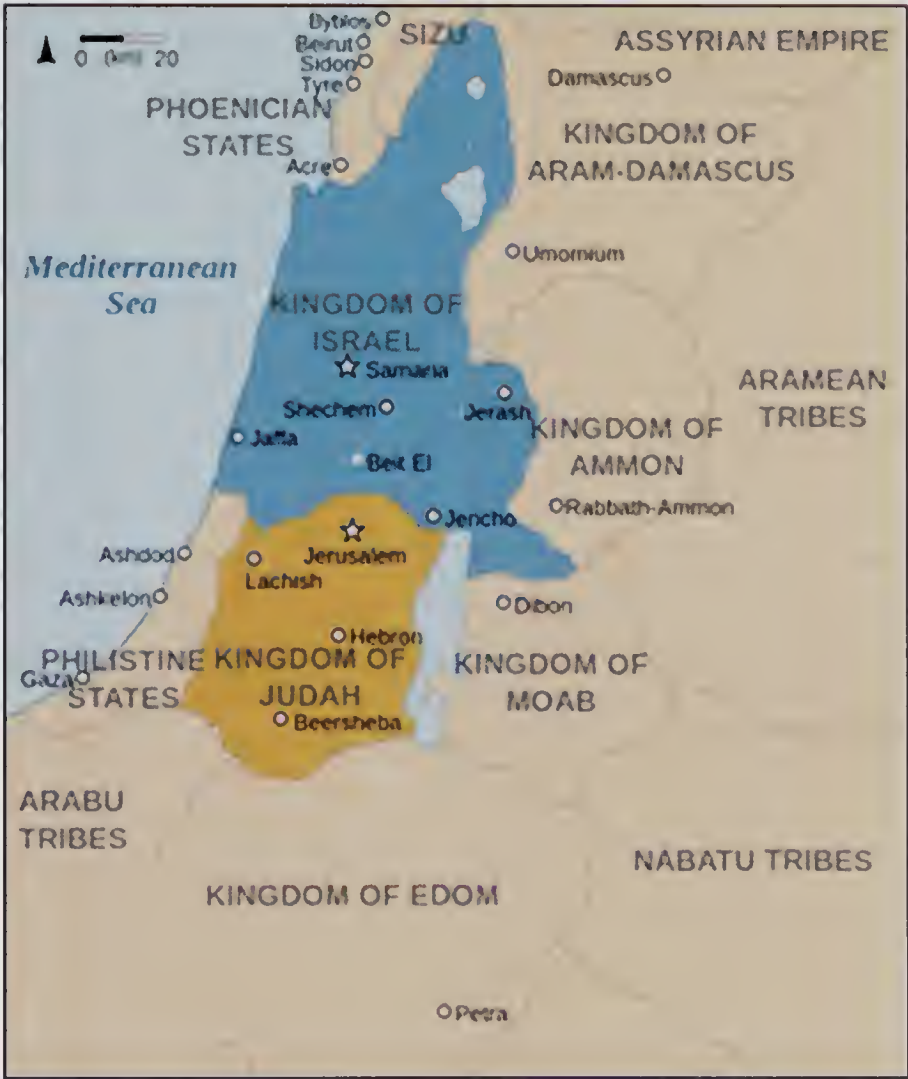 Byblos
Beirut
Sidon
Tyre
SIZU
ASSYRIAN EMPIRE
0 20
Damascus
PHOENICIAN
STATES
KINGDOM OF
ARAM-DAMASCUS
Acre
Umomium
Mediterranean
Sea
KINGDOM OF
ISRAEL
Samaria
Shechem
Jerash
ARAMEAN
TRIBES
Jaffa
KINGDOM OF
AMMON
Beit El
Rabbath-Ammon
Jericho
Jerusalem
Ashdod
Lachish
Ashkelon
Dibon
Hebron
PHILISTINE
STATES
Gaza
KINGDOM OF
JUDAH
KINGDOM OF
MOAB
Beersheba
ARABU
TRIBES
NABATU TRIBES
KINGDOM OF EDOM
Petra